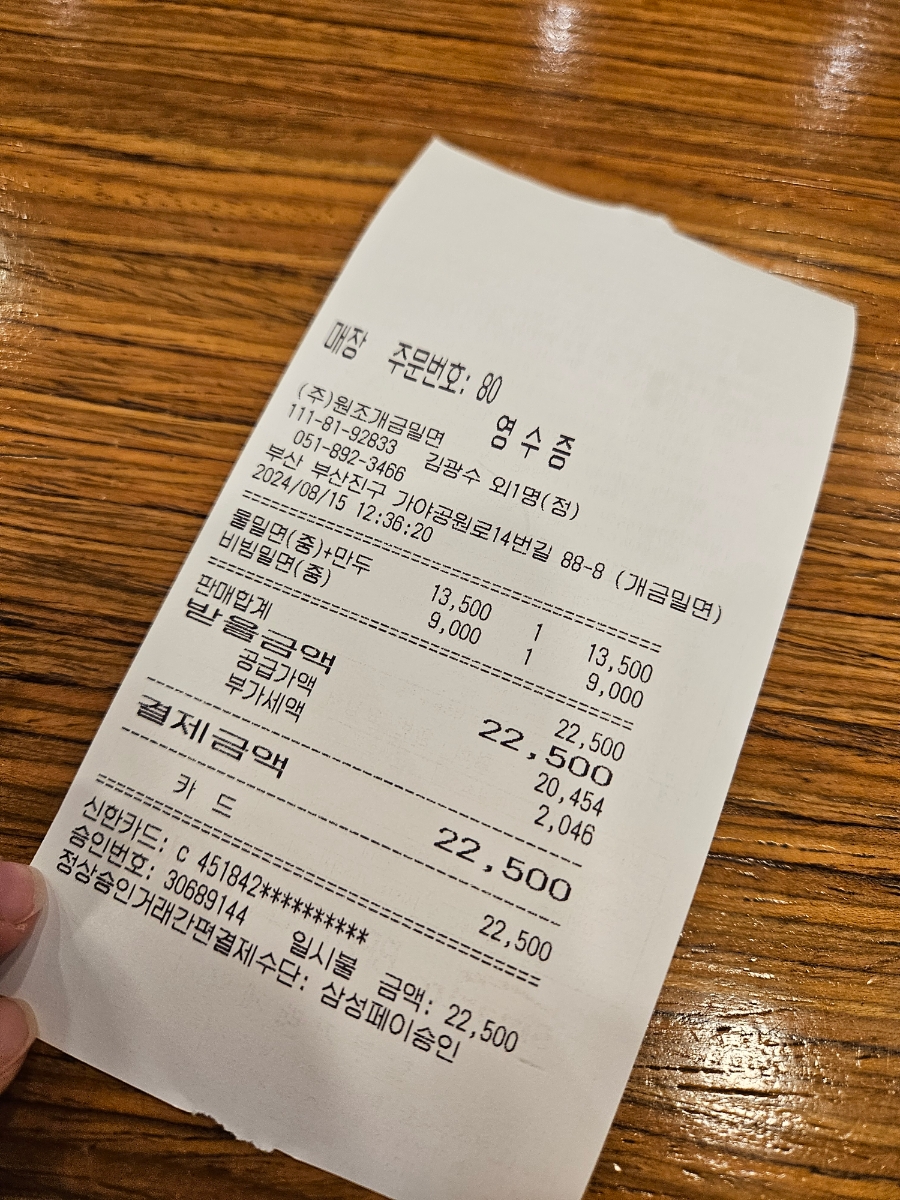 매장 주문번호: 80
영 수 증
(주)원조개금밀면
111-81-92833 김광수 외1명(정)
051-892-3466
부산 부산진구 가야공원로14번길 88-8 (개금밀면)
2024/08/15 12:36:20
물밀면(중)+만두 13,500 1 13,500
비빔밀면(중) 9,000 1 9,000
판매합계 22,500
받을금액 22,500
공급가액 20,454
부가세액 2,046
결제금액 22,500
카 드 22,500
신한카드: C 451842**********
승인번호: 30689144 일시불 금액: 22,500
정상승인거래간편결제수단: 삼성페이승인